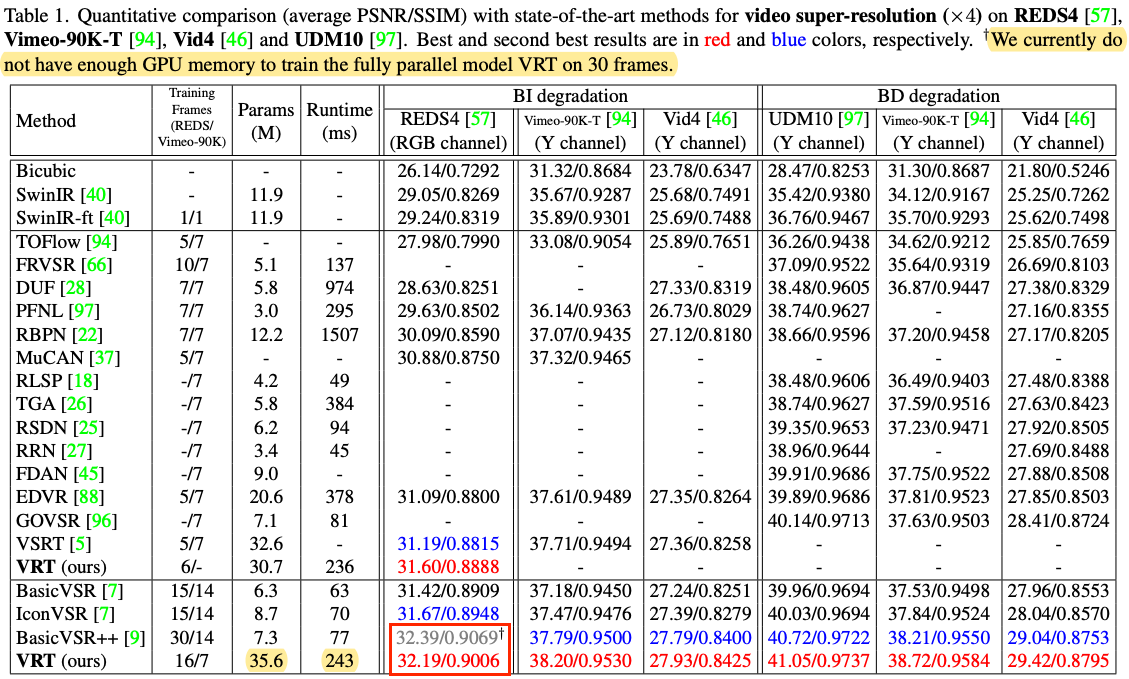 Table 1. Quantitative comparison (average PSNR/SSIM) with state-of-the-art methods for video super-resolution (×4) on REDS4 [57],
Vimeo-90K-T [94], Vid4 [46] and UDM10 [97]. Best and second best results are in red and blue colors, respectively. †We currently do
not have enough GPU memory to train the fully parallel model VRT on 30 frames.
Method Training Frames (REDS/ Vimeo-90K) Params (M) Runtime (ms) BI degradation BD degradation
REDS4 [57] (RGB channel) Vimeo-90K-T [94] (Y channel) Vid4 [46] (Y channel) UDM10 [97] (Y channel) Vimeo-90K-T [94] (Y channel) Vid4 [46] (Y channel)
Bicubic - - - 26.14/0.7292 31.32/0.8684 23.78/0.6347 28.47/0.8253 31.30/0.8687 21.80/0.5246
SwinIR [40] - 11.9 - 29.05/0.8269 35.67/0.9287 25.68/0.7491 35.42/0.9380 34.12/0.9167 25.25/0.7262
SwinIR-ft [40] 1/1 11.9 - 29.24/0.8319 35.89/0.9301 25.69/0.7488 36.76/0.9467 35.70/0.9293 25.62/0.7498
TOFlow [94] 5/7 - - 27.98/0.7990 33.08/0.9054 25.89/0.7651 36.26/0.9438 34.62/0.9212 25.85/0.7659
FRVSR [66] 10/7 5.1 137 - - - 37.09/0.9522 35.64/0.9319 26.69/0.8103
DUF [28] 7/7 5.8 974 28.63/0.8251 - 27.33/0.8319 38.48/0.9605 36.87/0.9447 27.38/0.8329
PFNL [97] 7/7 3.0 295 29.63/0.8502 36.14/0.9363 26.73/0.8029 38.74/0.9627 - 27.16/0.8355
RBPN [22] 7/7 12.2 1507 30.09/0.8590 37.07/0.9435 27.12/0.8180 38.66/0.9596 37.20/0.9458 27.17/0.8205
MuCAN [37] 5/7 - - 30.88/0.8750 37.32/0.9465 - - - -
RLSP [18] -/7 4.2 49 - - - 38.48/0.9606 36.49/0.9403 27.48/0.8388
TGA [26] -/7 5.8 384 - - - 38.74/0.9627 37.59/0.9516 27.63/0.8423
RSDN [25] -/7 6.2 94 - - - 39.35/0.9653 37.23/0.9471 27.92/0.8505
RRN [27] -/7 3.4 45 - - - 38.96/0.9644 - 27.69/0.8488
FDAN [45] -/7 9.0 - - - - 39.91/0.9686 37.75/0.9522 27.88/0.8508
EDVR [88] 5/7 20.6 378 31.09/0.8800 37.61/0.9489 27.35/0.8264 39.89/0.9686 37.81/0.9523 27.85/0.8503
GOVSR [96] -/7 7.1 81 - - - 40.14/0.9713 37.63/0.9503 28.41/0.8724
VSRT [5] 5/7 32.6 - 31.19/0.8815 37.71/0.9494 27.36/0.8258 - - -
VRT (ours) 6/- 30.7 236 31.60/0.8888 - - - - -
BasicVSR [7] 15/14 6.3 63 31.42/0.8909 37.18/0.9450 27.24/0.8251 39.96/0.9694 37.53/0.9498 27.96/0.8553
IconVSR [7] 15/14 8.7 70 31.67/0.8948 37.47/0.9476 27.39/0.8279 40.03/0.9694 37.84/0.9524 28.04/0.8570
BasicVSR++ [9] 30/14 7.3 77 32.39/0.9069† 37.79/0.9500 27.79/0.8400 40.72/0.9722 38.21/0.9550 29.04/0.8753
VRT (ours) 16/7 35.6 243 32.19/0.9006 38.20/0.9530 27.93/0.8425 41.05/0.9737 38.72/0.9584 29.42/0.8795